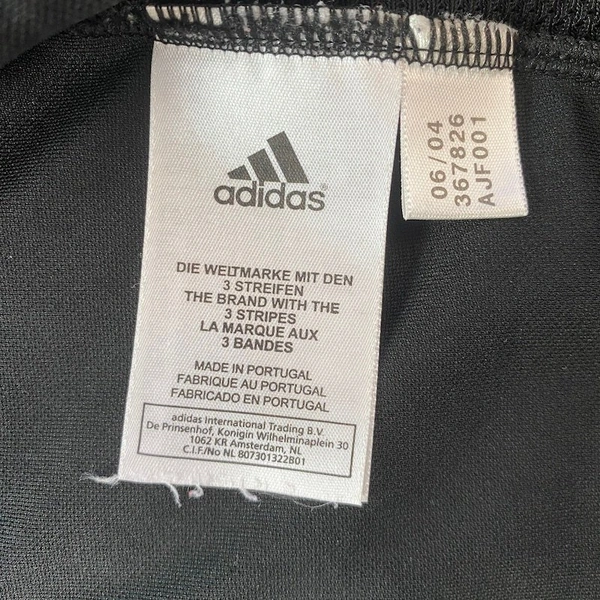 adidas®
DIE WELTMARKE MIT DEN
3 STREIFEN
THE BRAND WITH THE
3 STRIPES
LA MARQUE AUX
3 BANDES
MADE IN PORTUGAL
FABRIQUE AU PORTUGAL
FABRICADO EN PORTUGAL
adidas International Trading B.V.
De Prinsenhof, Konigin Wilhelminaplein 30
1062 KR Amsterdam, NL
C.I.F./No NL 807301322B01
06/04
367826
AJF001